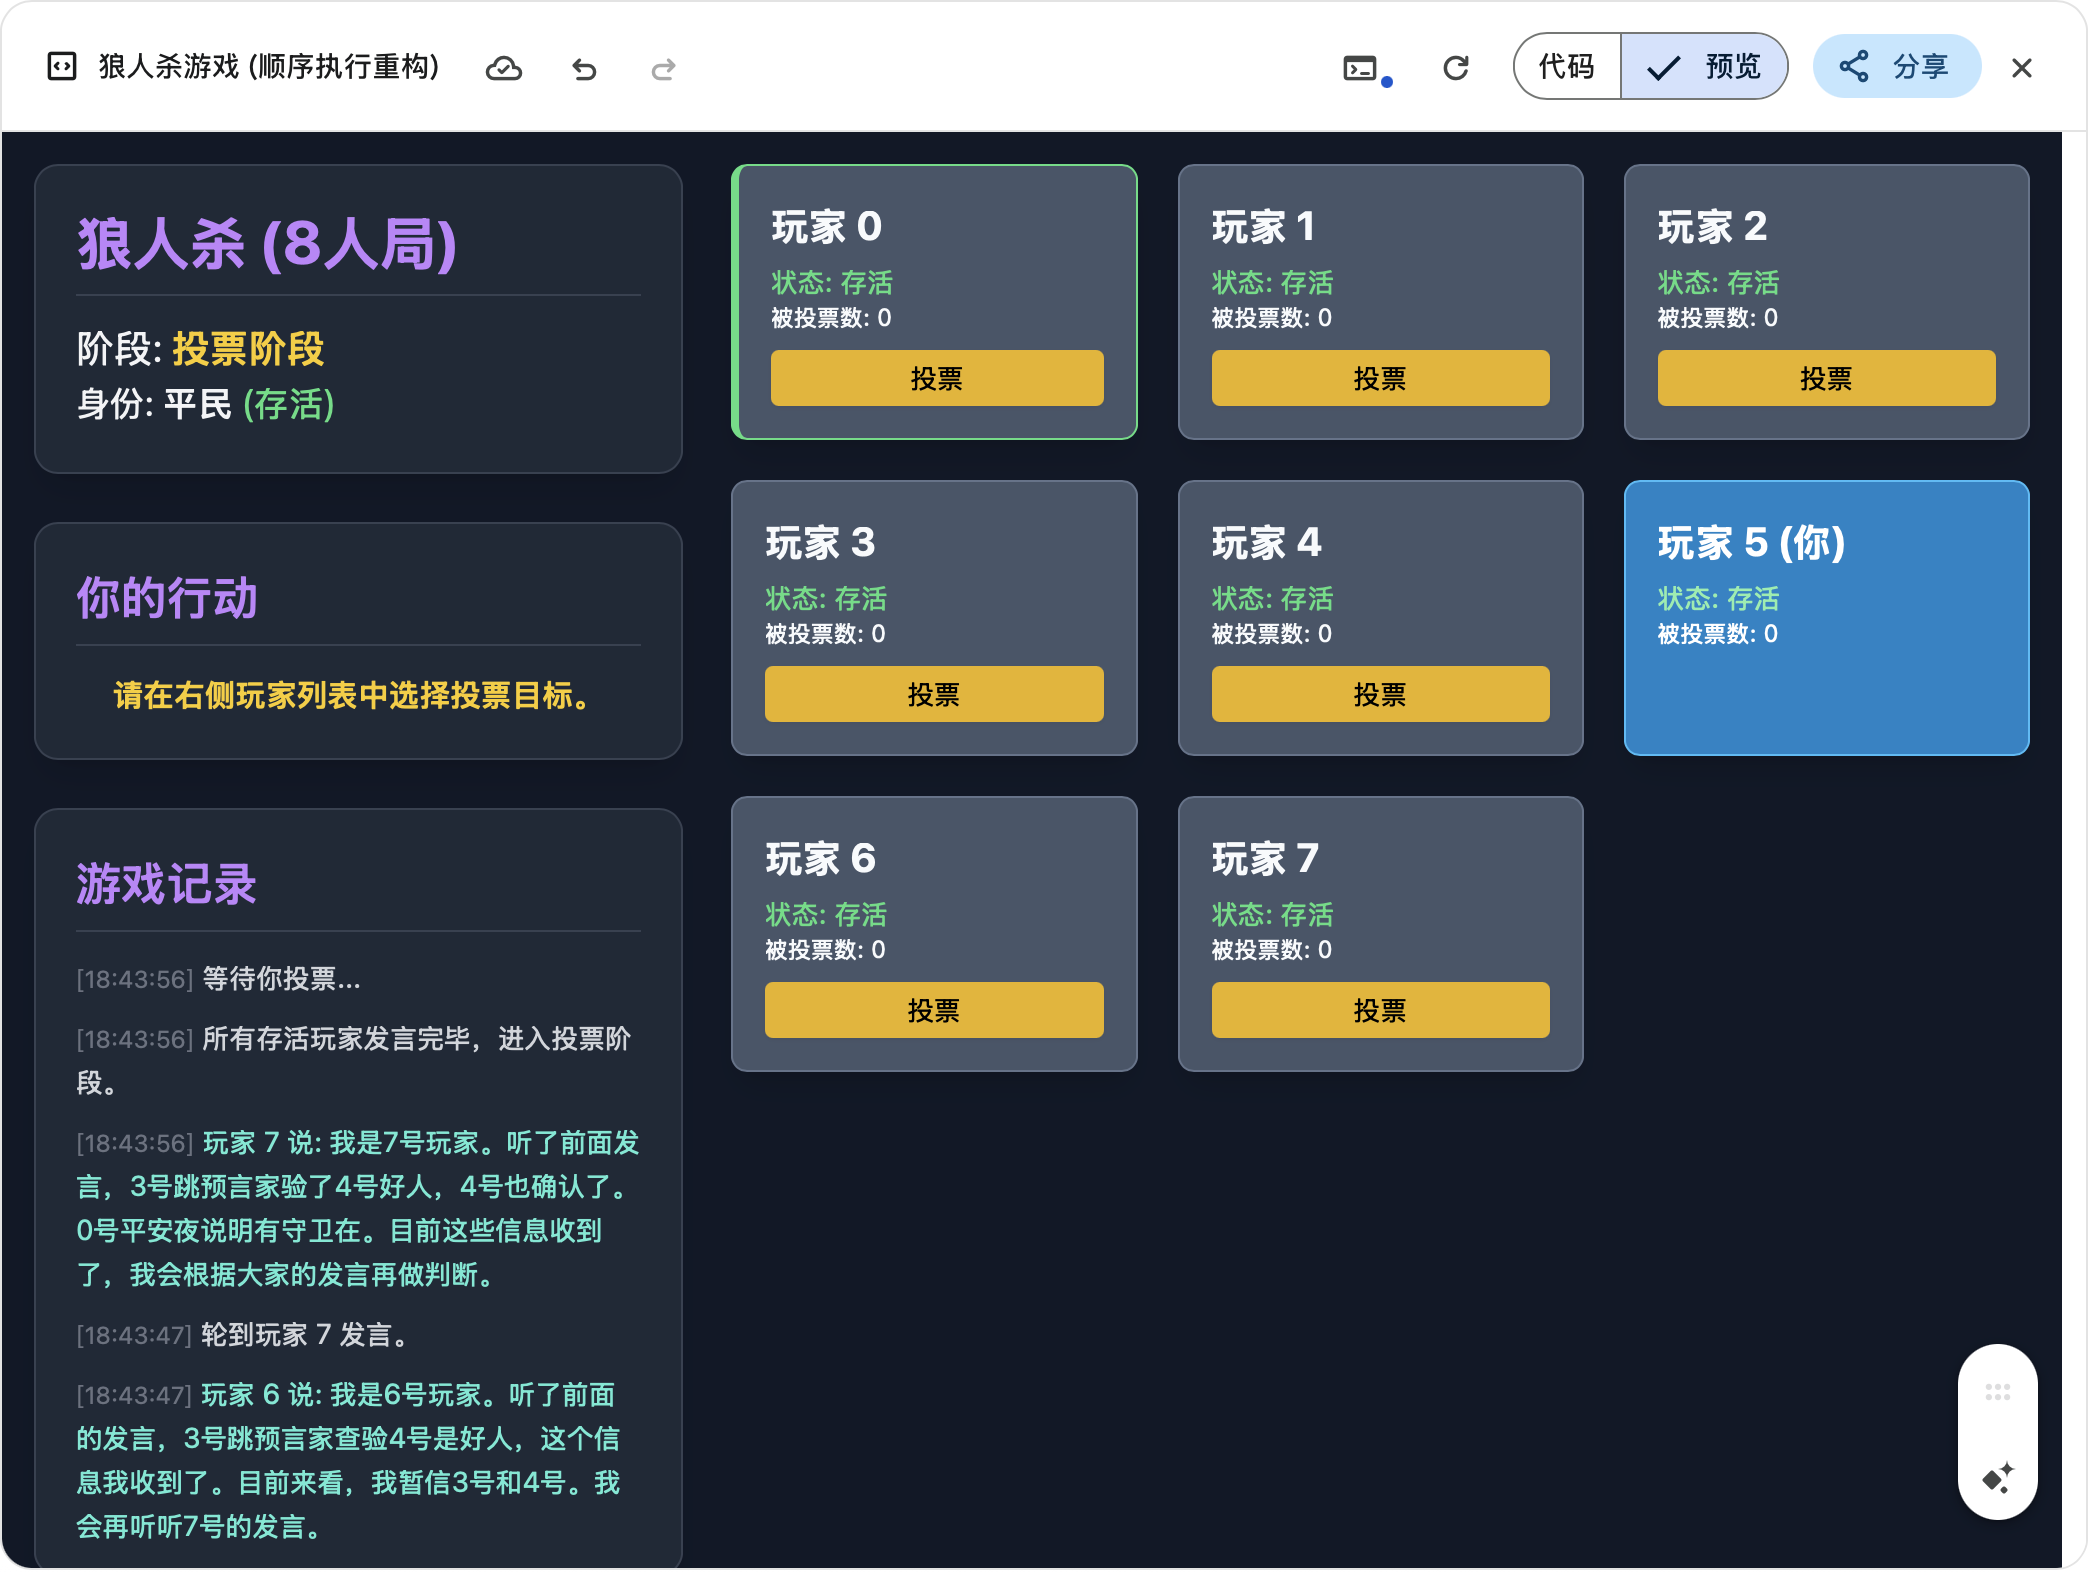 狼人杀游戏 (顺序执行重构)
代码
预览
分享
狼人杀 (8人局)
阶段: 投票阶段
身份: 平民 (存活)
你的行动
请在右侧玩家列表中选择投票目标。
游戏记录
[18:43:56] 等待你投票...
[18:43:56] 所有存活玩家发言完毕，进入投票阶
段。
[18:43:56] 玩家 7 说: 我是7号玩家。听了前面发
言，3号跳预言家验了4号好人，4号也确认了。
0号平安夜说明有守卫在。目前这些信息收到
了，我会根据大家的发言再做判断。
[18:43:47] 轮到玩家 7 发言。
[18:43:47] 玩家 6 说: 我是6号玩家。听了前面
的发言，3号跳预言家查验4号是好人，这个信
息我收到了。目前来看，我暂信3号和4号。我
会再听听7号的发言。
玩家 0
状态: 存活
被投票数: 0
投票
玩家 1
状态: 存活
被投票数: 0
投票
玩家 2
状态: 存活
被投票数: 0
投票
玩家 3
状态: 存活
被投票数: 0
投票
玩家 4
状态: 存活
被投票数: 0
投票
玩家 5 (你)
状态: 存活
被投票数: 0
玩家 6
状态: 存活
被投票数: 0
投票
玩家 7
状态: 存活
被投票数: 0
投票